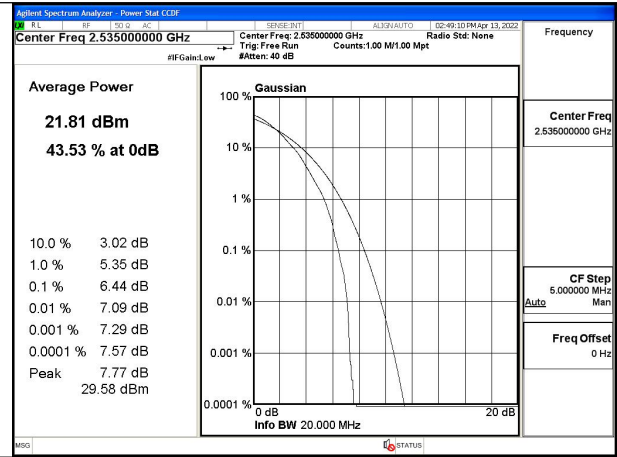 Agilent Spectrum Analyzer - Power Stat CCDF
RL RF 50 Ω AC SENSE:INT ALIGN AUTO 02:49:10 PM Apr 13, 2022
Center Freq 2.535000000 GHz
Center Freq: 2.535000000 GHz Radio Std: None
Trig: Free Run Counts:1.00 M/1.00 Mpt
#IFGain:Low #Atten: 40 dB
Frequency
Average Power
21.81 dBm
43.53 % at 0dB
10.0 % 3.02 dB
1.0 % 5.35 dB
0.1 % 6.44 dB
0.01 % 7.09 dB
0.001 % 7.29 dB
0.0001 % 7.57 dB
Peak 7.77 dB
29.58 dBm
Gaussian
100 %
10 %
1 %
0.1 %
0.01 %
0.001 %
0.0001 %
0 dB 20 dB
Info BW 20.000 MHz
Center Freq
2.535000000 GHz
CF Step
5.000000 MHz
Auto Man
Freq Offset
0 Hz
MSG STATUS